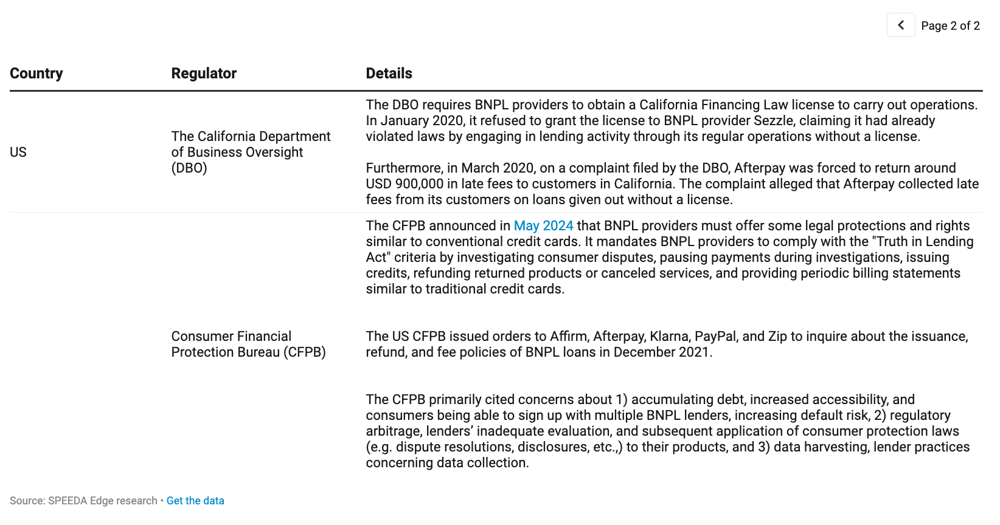 Page 2 of 2
Country Regulator Details
The DBO requires BNPL providers to obtain a California Financing Law license to carry out operations.
In January 2020, it refused to grant the license to BNPL provider Sezzle, claiming it had already
violated laws by engaging in lending activity through its regular operations without a license.
US
The California Department
of Business Oversight
(DBO)
Furthermore, in March 2020, on a complaint filed by the DBO, Afterpay was forced to return around
USD 900,000 in late fees to customers in California. The complaint alleged that Afterpay collected late
fees from its customers on loans given out without a license.
The CFPB announced in May 2024 that BNPL providers must offer some legal protections and rights
similar to conventional credit cards. It mandates BNPL providers to comply with the "Truth in Lending
Act" criteria by investigating consumer disputes, pausing payments during investigations, issuing
credits, refunding returned products or canceled services, and providing periodic billing statements
similar to traditional credit cards.
Consumer Financial
Protection Bureau (CFPB)
The US CFPB issued orders to Affirm, Afterpay, Klarna, PayPal, and Zip to inquire about the issuance,
refund, and fee policies of BNPL loans in December 2021.
The CFPB primarily cited concerns about 1) accumulating debt, increased accessibility, and
consumers being able to sign up with multiple BNPL lenders, increasing default risk, 2) regulatory
arbitrage, lenders’ inadequate evaluation, and subsequent application of consumer protection laws
(e.g. dispute resolutions, disclosures, etc.,) to their products, and 3) data harvesting, lender practices
concerning data collection.
Source: SPEEDA Edge research • Get the data